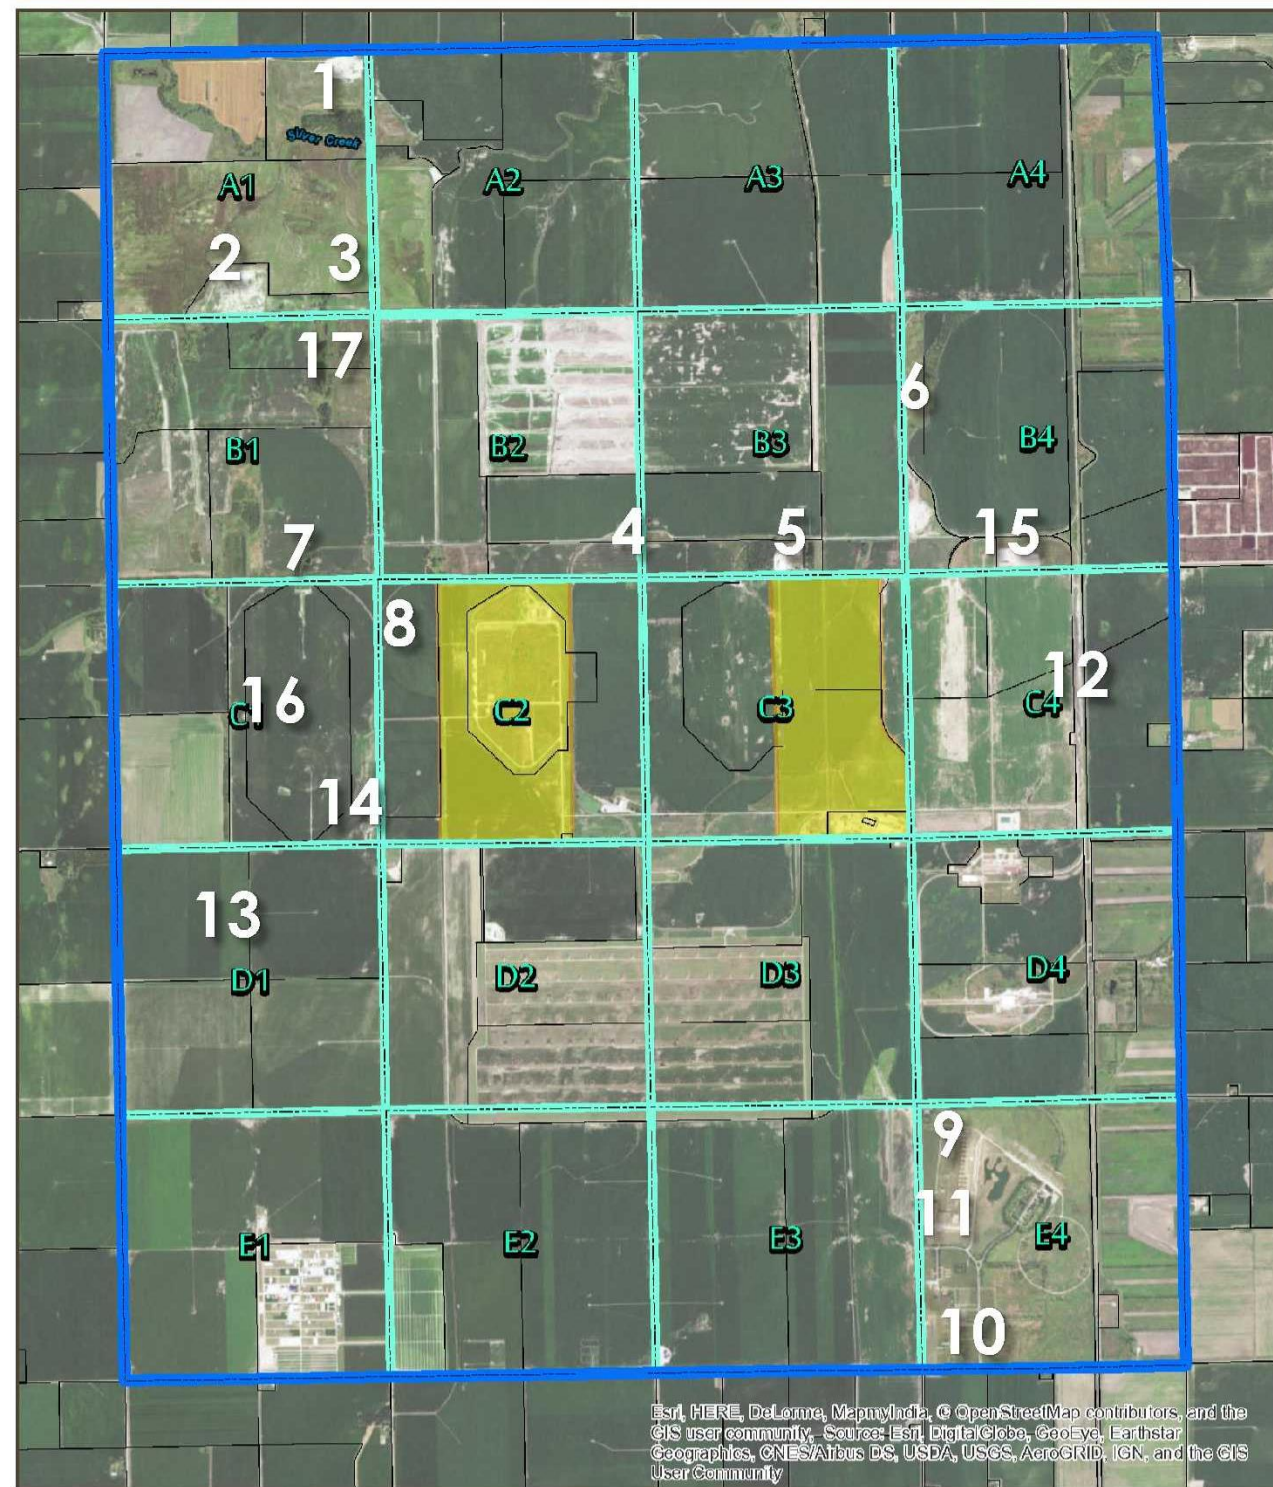 1
Silver Creek
A1
A2
A3
A4
2
3
17
6
B1
B2
B3
B4
7
4
5
15
8
16
C1
C2
C3
C4
12
14
13
D1
D2
D3
D4
9
11
E1
E2
E3
E4
10
Esri, HERE, DeLorme, MapmyIndia, © OpenStreetMap contributors, and the
GIS user community, Source: Esri, DigitalGlobe, GeoEye, Earthstar
Geographics, CNES/Airbus DS, USDA, USGS, AeroGRID, IGN, and the GIS
User Community